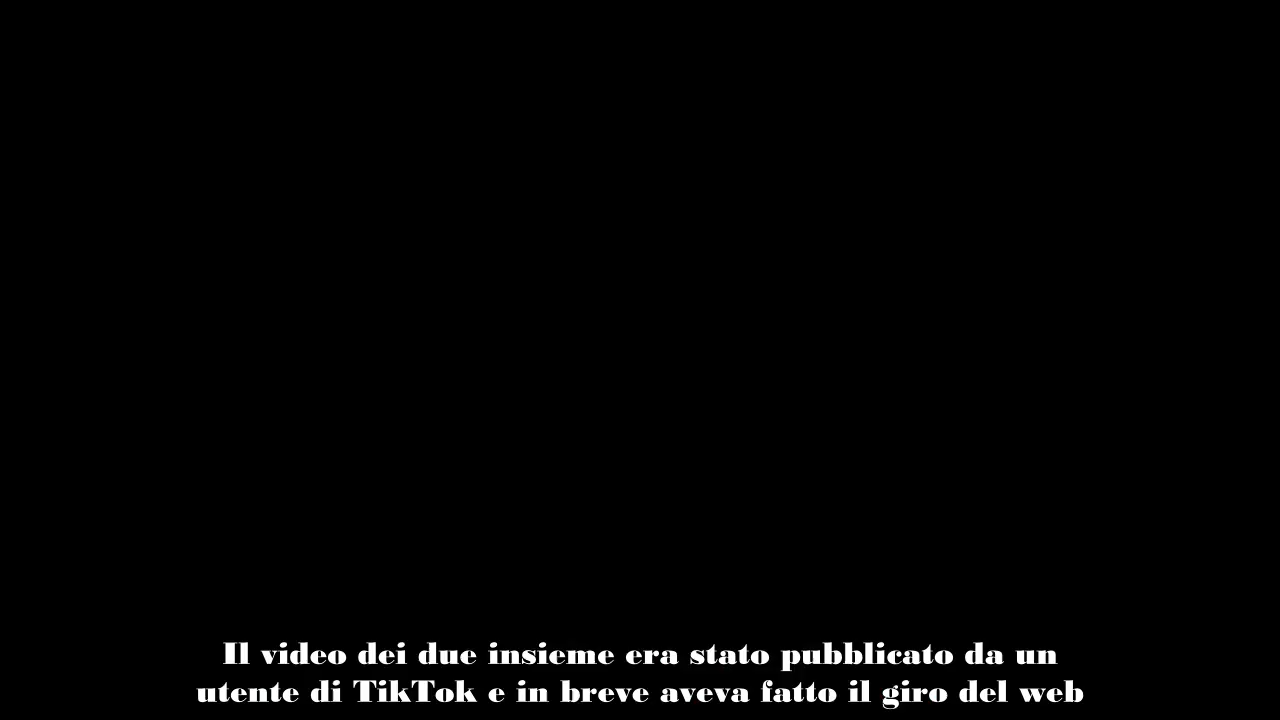 Il video dei due insieme era stato pubblicato da un
utente di TikTok e in breve aveva fatto il giro del web